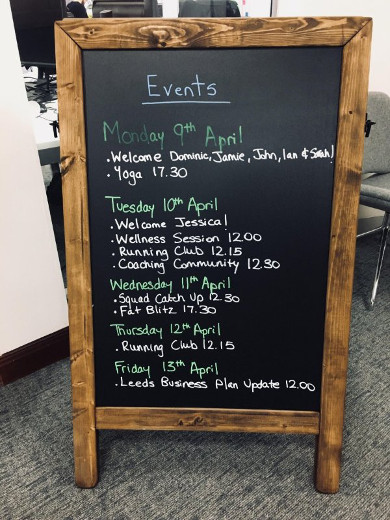 Events
Monday 9th April
• Welcome Dominic, Jamie, John, Ian & Sarah!
• Yoga 17.30
Tuesday 10th April
• Welcome Jessica!
• Wellness Session 12.00
• Running Club 12.15
• Coaching Community 12.30
Wednesday 11th April
• Squad Catch Up 12.30
• Fat Blitz 17.30
Thursday 12th April
• Running Club 12.15
Friday 13th April
• Leeds Business Plan Update 12.00